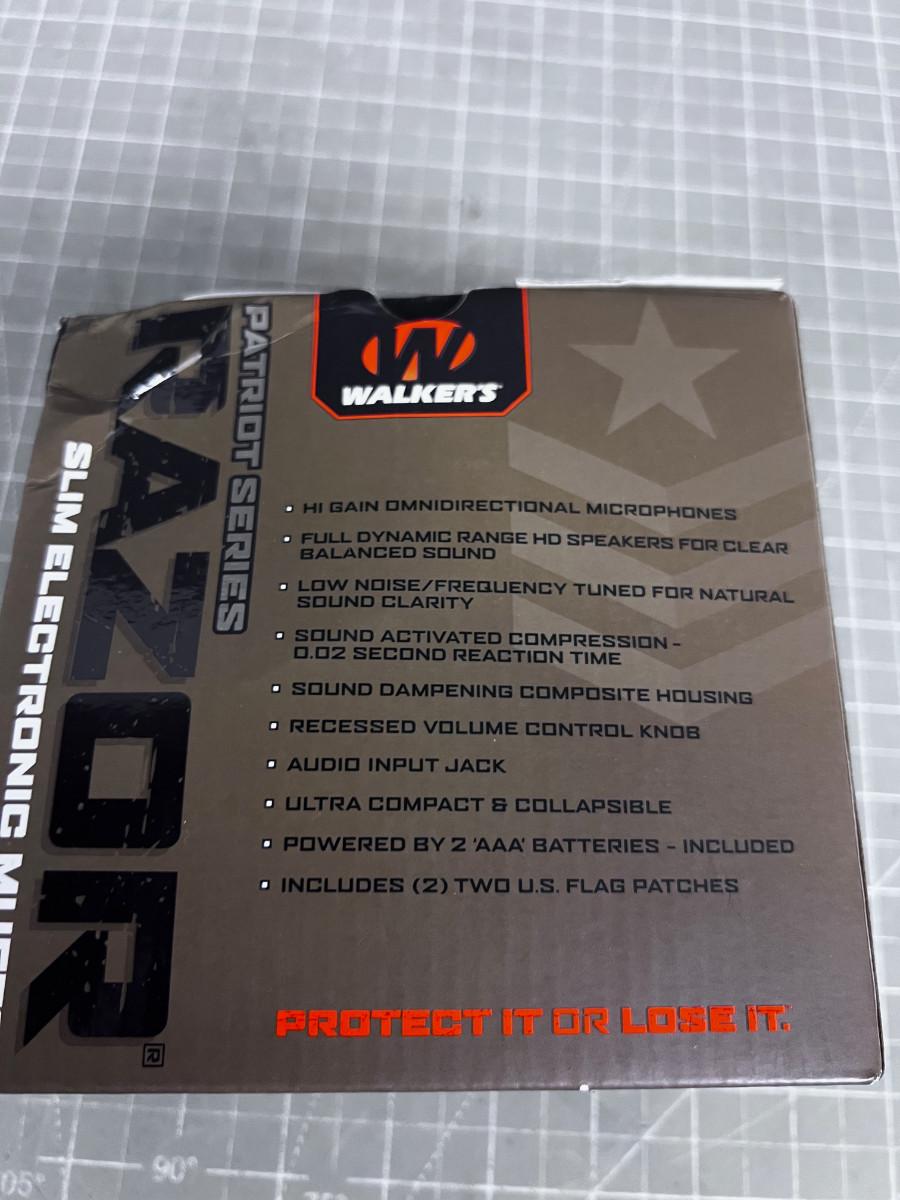 W
WALKER'S
PATRIOT SERIES
RAZOR®
SLIM ELECTRONIC
▫ HI GAIN OMNIDIRECTIONAL MICROPHONES
▫ FULL DYNAMIC RANGE HD SPEAKERS FOR CLEAR
BALANCED SOUND
▫ LOW NOISE/FREQUENCY TUNED FOR NATURAL
SOUND CLARITY
▫ SOUND ACTIVATED COMPRESSION -
0.02 SECOND REACTION TIME
▫ SOUND DAMPENING COMPOSITE HOUSING
▫ RECESSED VOLUME CONTROL KNOB
▫ AUDIO INPUT JACK
▫ ULTRA COMPACT & COLLAPSIBLE
▫ POWERED BY 2 'AAA' BATTERIES - INCLUDED
▫ INCLUDES (2) TWO U.S. FLAG PATCHES
PROTECT IT OR LOSE IT.
90°